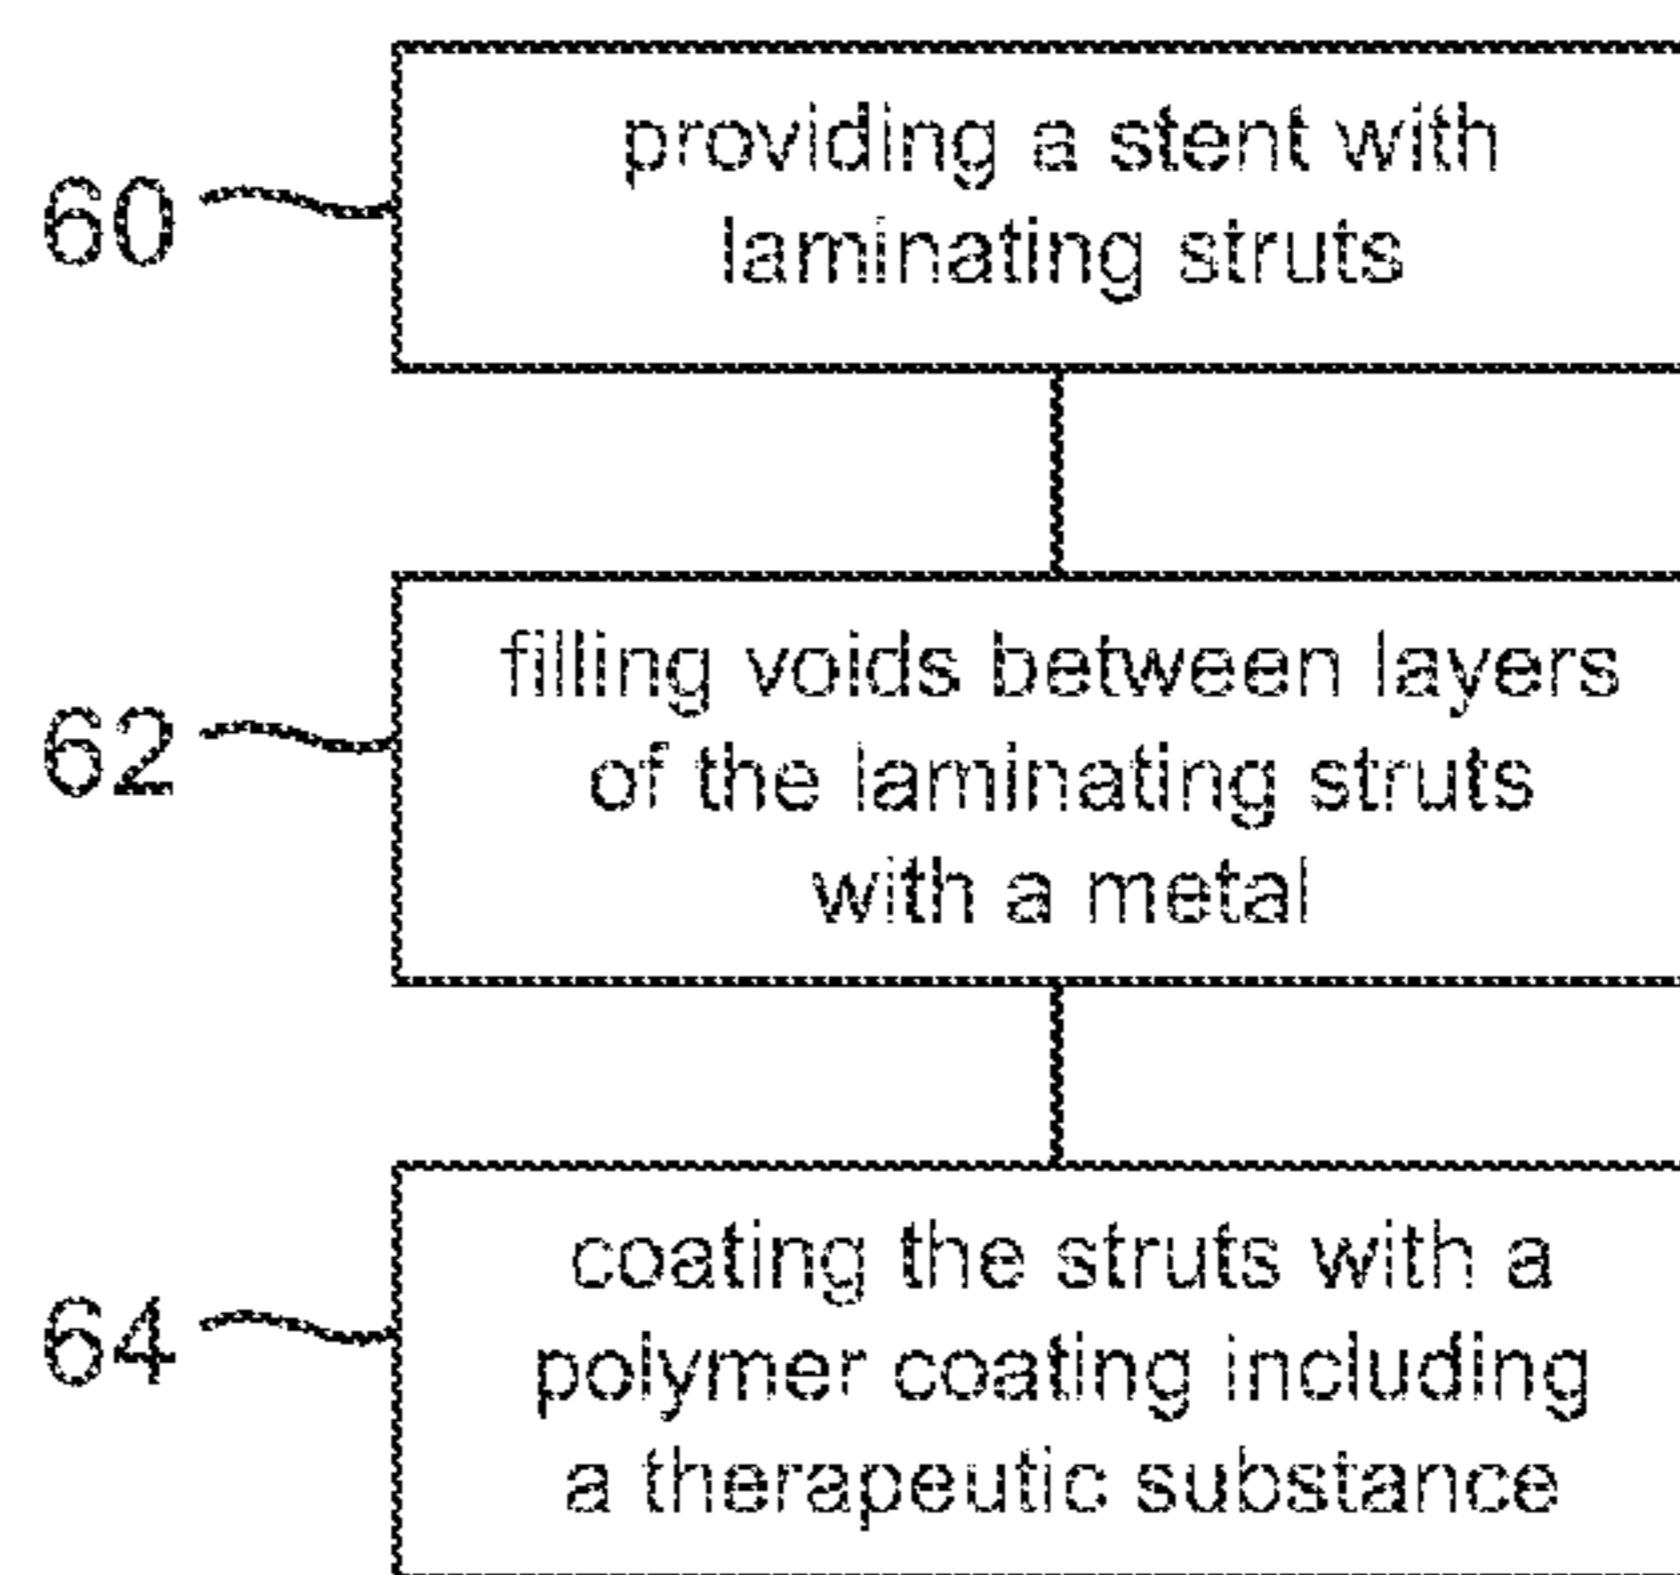 60
providing a stent with
laminating struts
62
filling voids between layers
of the laminating struts
with a metal
64
coating the struts with a
polymer coating including
a therapeutic substance